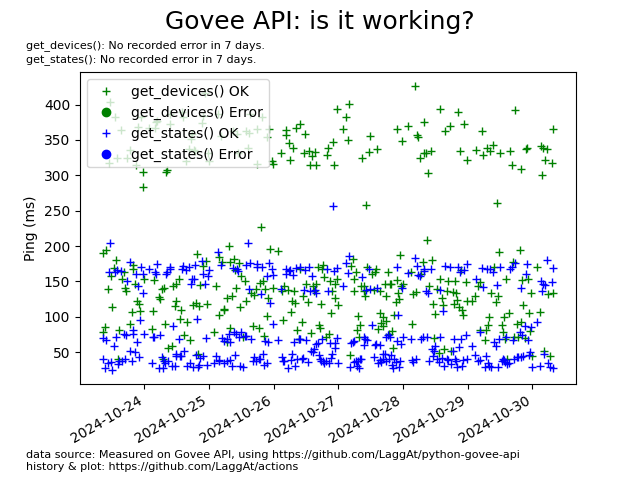 Govee API: is it working?
get_devices(): No recorded error in 7 days.
get_states(): No recorded error in 7 days.
get_devices() OK
get_devices() Error
get_states() OK
get_states() Error
Ping (ms)
400
350
300
250
200
150
100
50
2024-10-24
2024-10-25
2024-10-26
2024-10-27
2024-10-28
2024-10-29
2024-10-30
data source: Measured on Govee API, using https://github.com/LaggAt/python-govee-api
history & plot: https://github.com/LaggAt/actions